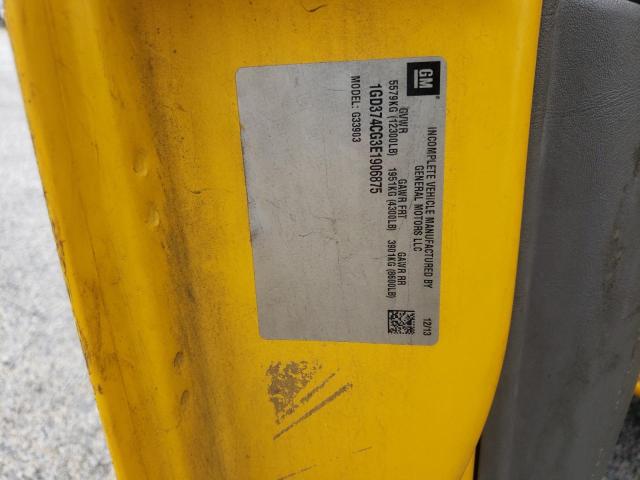 GM
INCOMPLETE VEHICLE MANUFACTURED BY
GENERAL MOTORS LLC
12/13
GVWR GAWR FRT GAWR RR
5579KG (12300LB) 1951KG (4300LB) 3901KG (8600LB)
1GD374CG3E1906875
MODEL: G33903